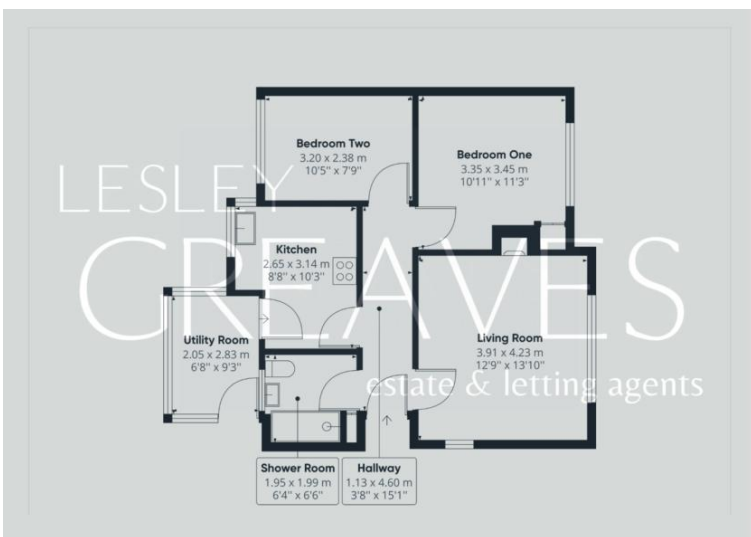 Bedroom Two
3.20 x 2.38 m
10'5'' x 7'9''
Bedroom One
3.35 x 3.45 m
10'11'' x 11'3''
LESLEY
GREAVES
estate & letting agents
Kitchen
2.65 x 3.14 m
8'8'' x 10'3''
Utility Room
2.05 x 2.83 m
6'8'' x 9'3''
Living Room
3.91 x 4.23 m
12'9'' x 13'10''
Shower Room
1.95 x 1.99 m
6'4'' x 6'6''
Hallway
1.13 x 4.60 m
3'8'' x 15'1''